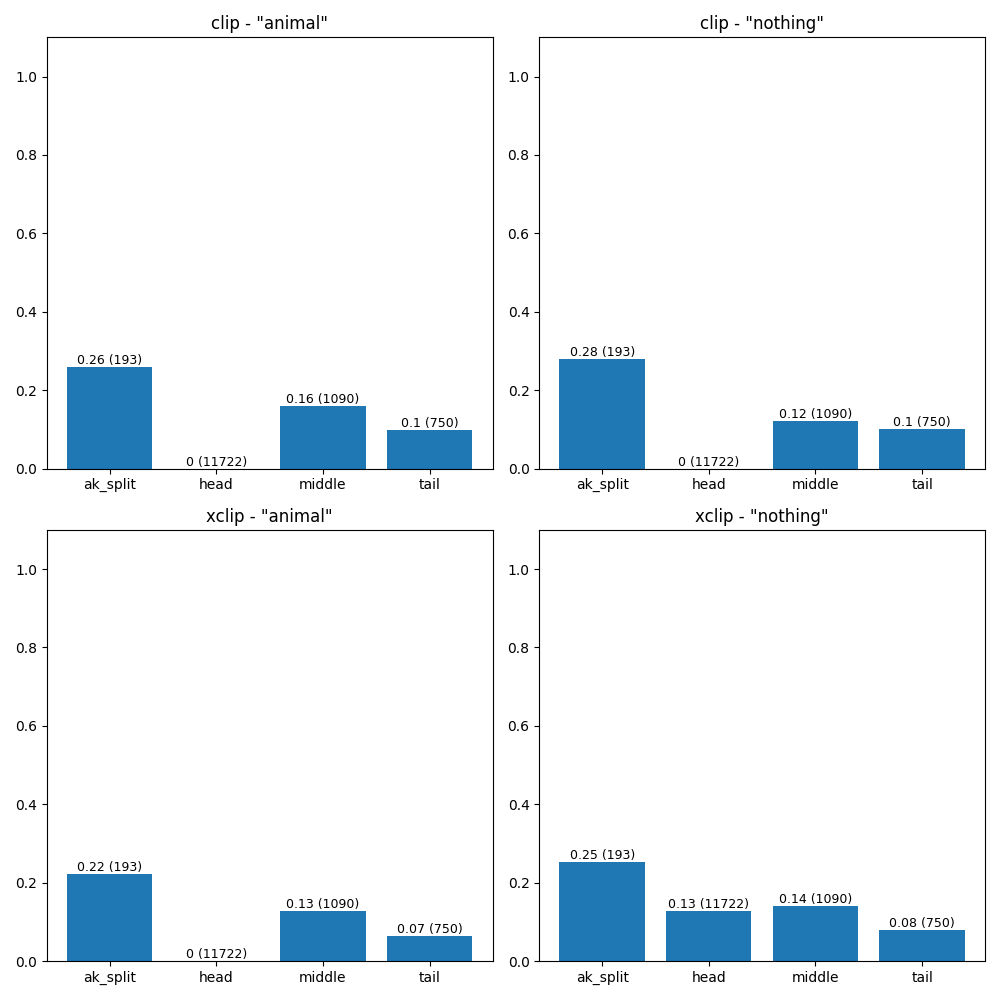 clip - "animal"
1.0
0.8
0.6
0.4
0.2
0.0
0.26 (193)
0 (11722)
0.16 (1090)
0.1 (750)
ak_split
head
middle
tail
clip - "nothing"
1.0
0.8
0.6
0.4
0.2
0.0
0.28 (193)
0 (11722)
0.12 (1090)
0.1 (750)
ak_split
head
middle
tail
xclip - "animal"
1.0
0.8
0.6
0.4
0.2
0.0
0.22 (193)
0 (11722)
0.13 (1090)
0.07 (750)
ak_split
head
middle
tail
xclip - "nothing"
1.0
0.8
0.6
0.4
0.2
0.0
0.25 (193)
0.13 (11722)
0.14 (1090)
0.08 (750)
ak_split
head
middle
tail